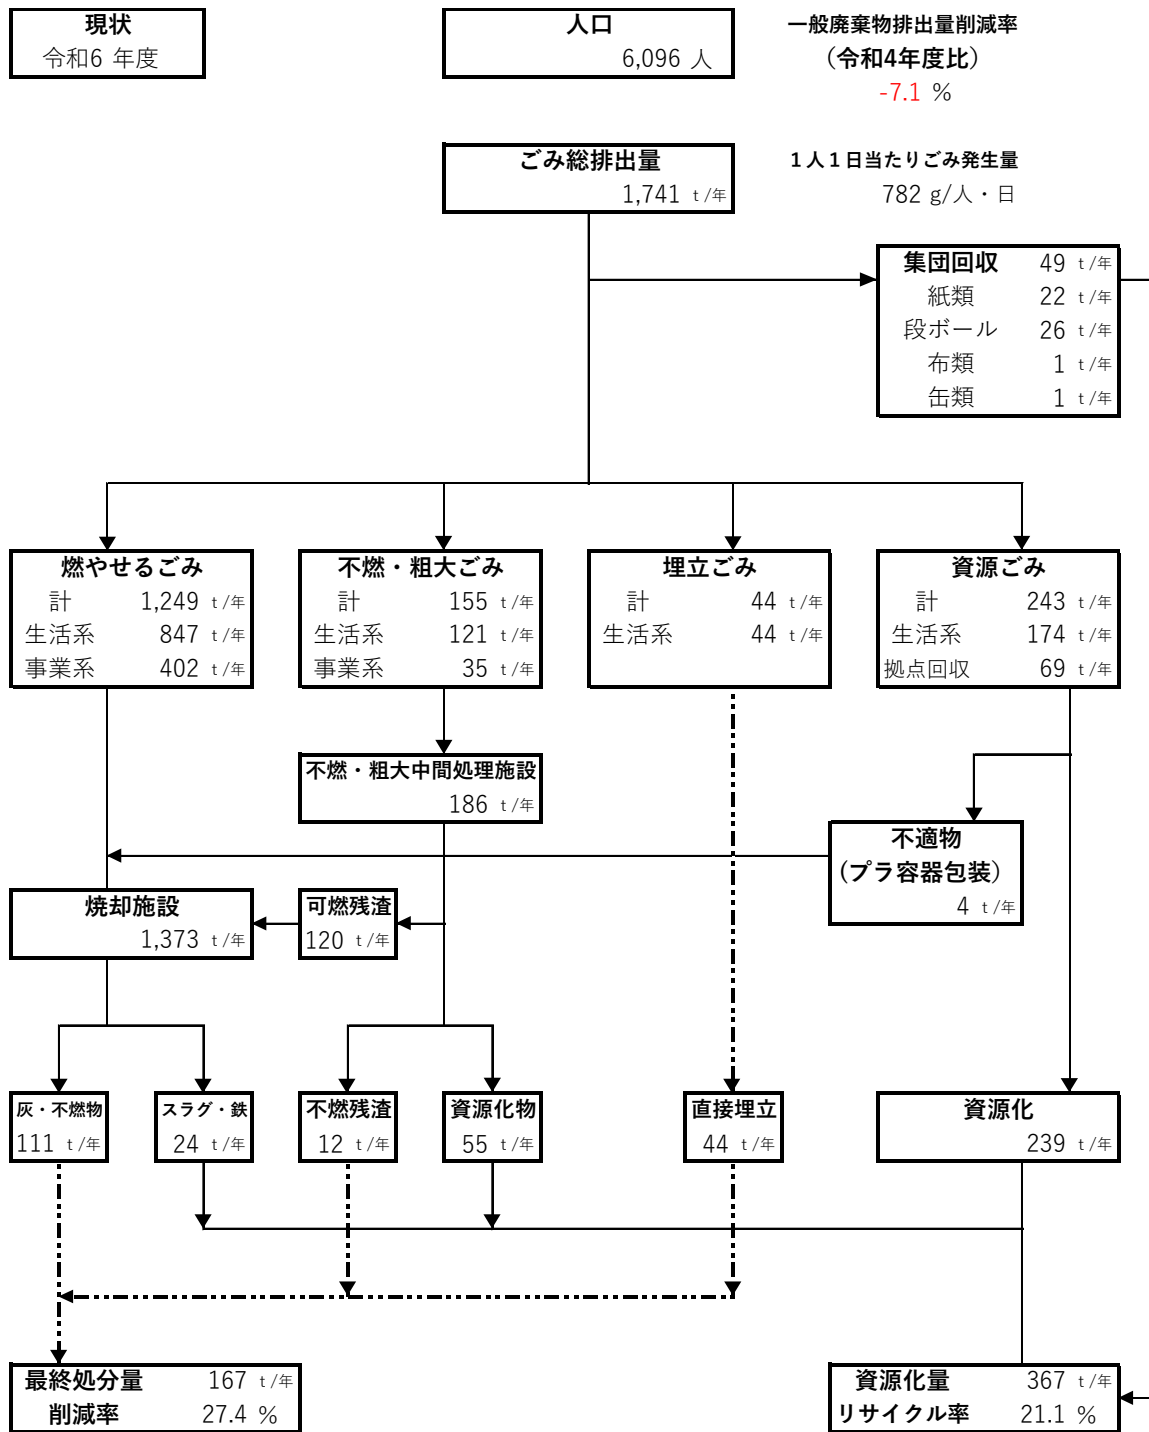 現状
令和6 年度
人口
6,096 人
一般廃棄物排出量削減率
(令和4年度比)
-7.1 %
ごみ総排出量
1,741 t/年
1人1日当たりごみ発生量
782 g/人・日
集団回収 49 t/年
紙類 22 t/年
段ボール 26 t/年
布類 1 t/年
缶類 1 t/年
燃やせるごみ
計 1,249 t/年
生活系 847 t/年
事業系 402 t/年
不燃・粗大ごみ
計 155 t/年
生活系 121 t/年
事業系 35 t/年
埋立ごみ
計 44 t/年
生活系 44 t/年
資源ごみ
計 243 t/年
生活系 174 t/年
拠点回収 69 t/年
不燃・粗大中間処理施設
186 t/年
不適物
(プラ容器包装)
4 t/年
焼却施設
1,373 t/年
可燃残渣
120 t/年
灰・不燃物
111 t/年
スラグ・鉄
24 t/年
不燃残渣
12 t/年
資源化物
55 t/年
直接埋立
44 t/年
資源化
239 t/年
最終処分量 167 t/年
削減率 27.4 %
資源化量 367 t/年
リサイクル率 21.1 %